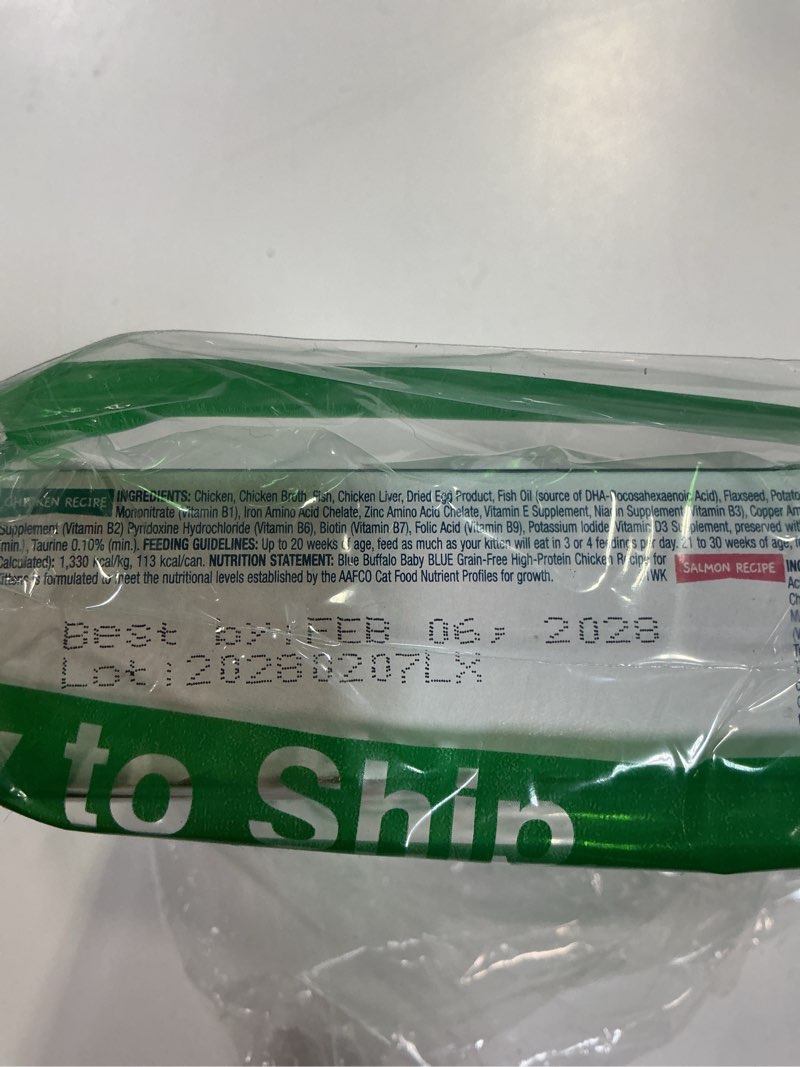 CHICKEN RECIPE INGREDIENTS: Chicken, Chicken Broth, Fish, Chicken Liver, Dried Egg Product, Fish Oil (source of DHA-Docosahexaenoic Acid), Flaxseed, Potato
Mononitrate (Vitamin B1), Iron Amino Acid Chelate, Zinc Amino Acid Chelate, Vitamin E Supplement, Niacin Supplement (Vitamin B3), Copper Am
Supplement (Vitamin B2) Pyridoxine Hydrochloride (Vitamin B6), Biotin (Vitamin B7), Folic Acid (Vitamin B9), Potassium Iodide Vitamin D3 Supplement, preserved wit
min.), Taurine 0.10% (min.). FEEDING GUIDELINES: Up to 20 weeks of age, feed as much as your kitten will eat in 3 or 4 feedings per day. 21 to 30 weeks of age, fe
Calculated): 1,330 kcal/kg, 113 kcal/can. NUTRITION STATEMENT: Blue Buffalo Baby BLUE Grain-Free High-Protein Chicken Recipe for
Kittens is formulated to meet the nutritional levels established by the AAFCO Cat Food Nutrient Profiles for growth. 1WK
SALMON RECIPE
Best by:FEB 06, 2028
Lot:20280207LX
to Ship